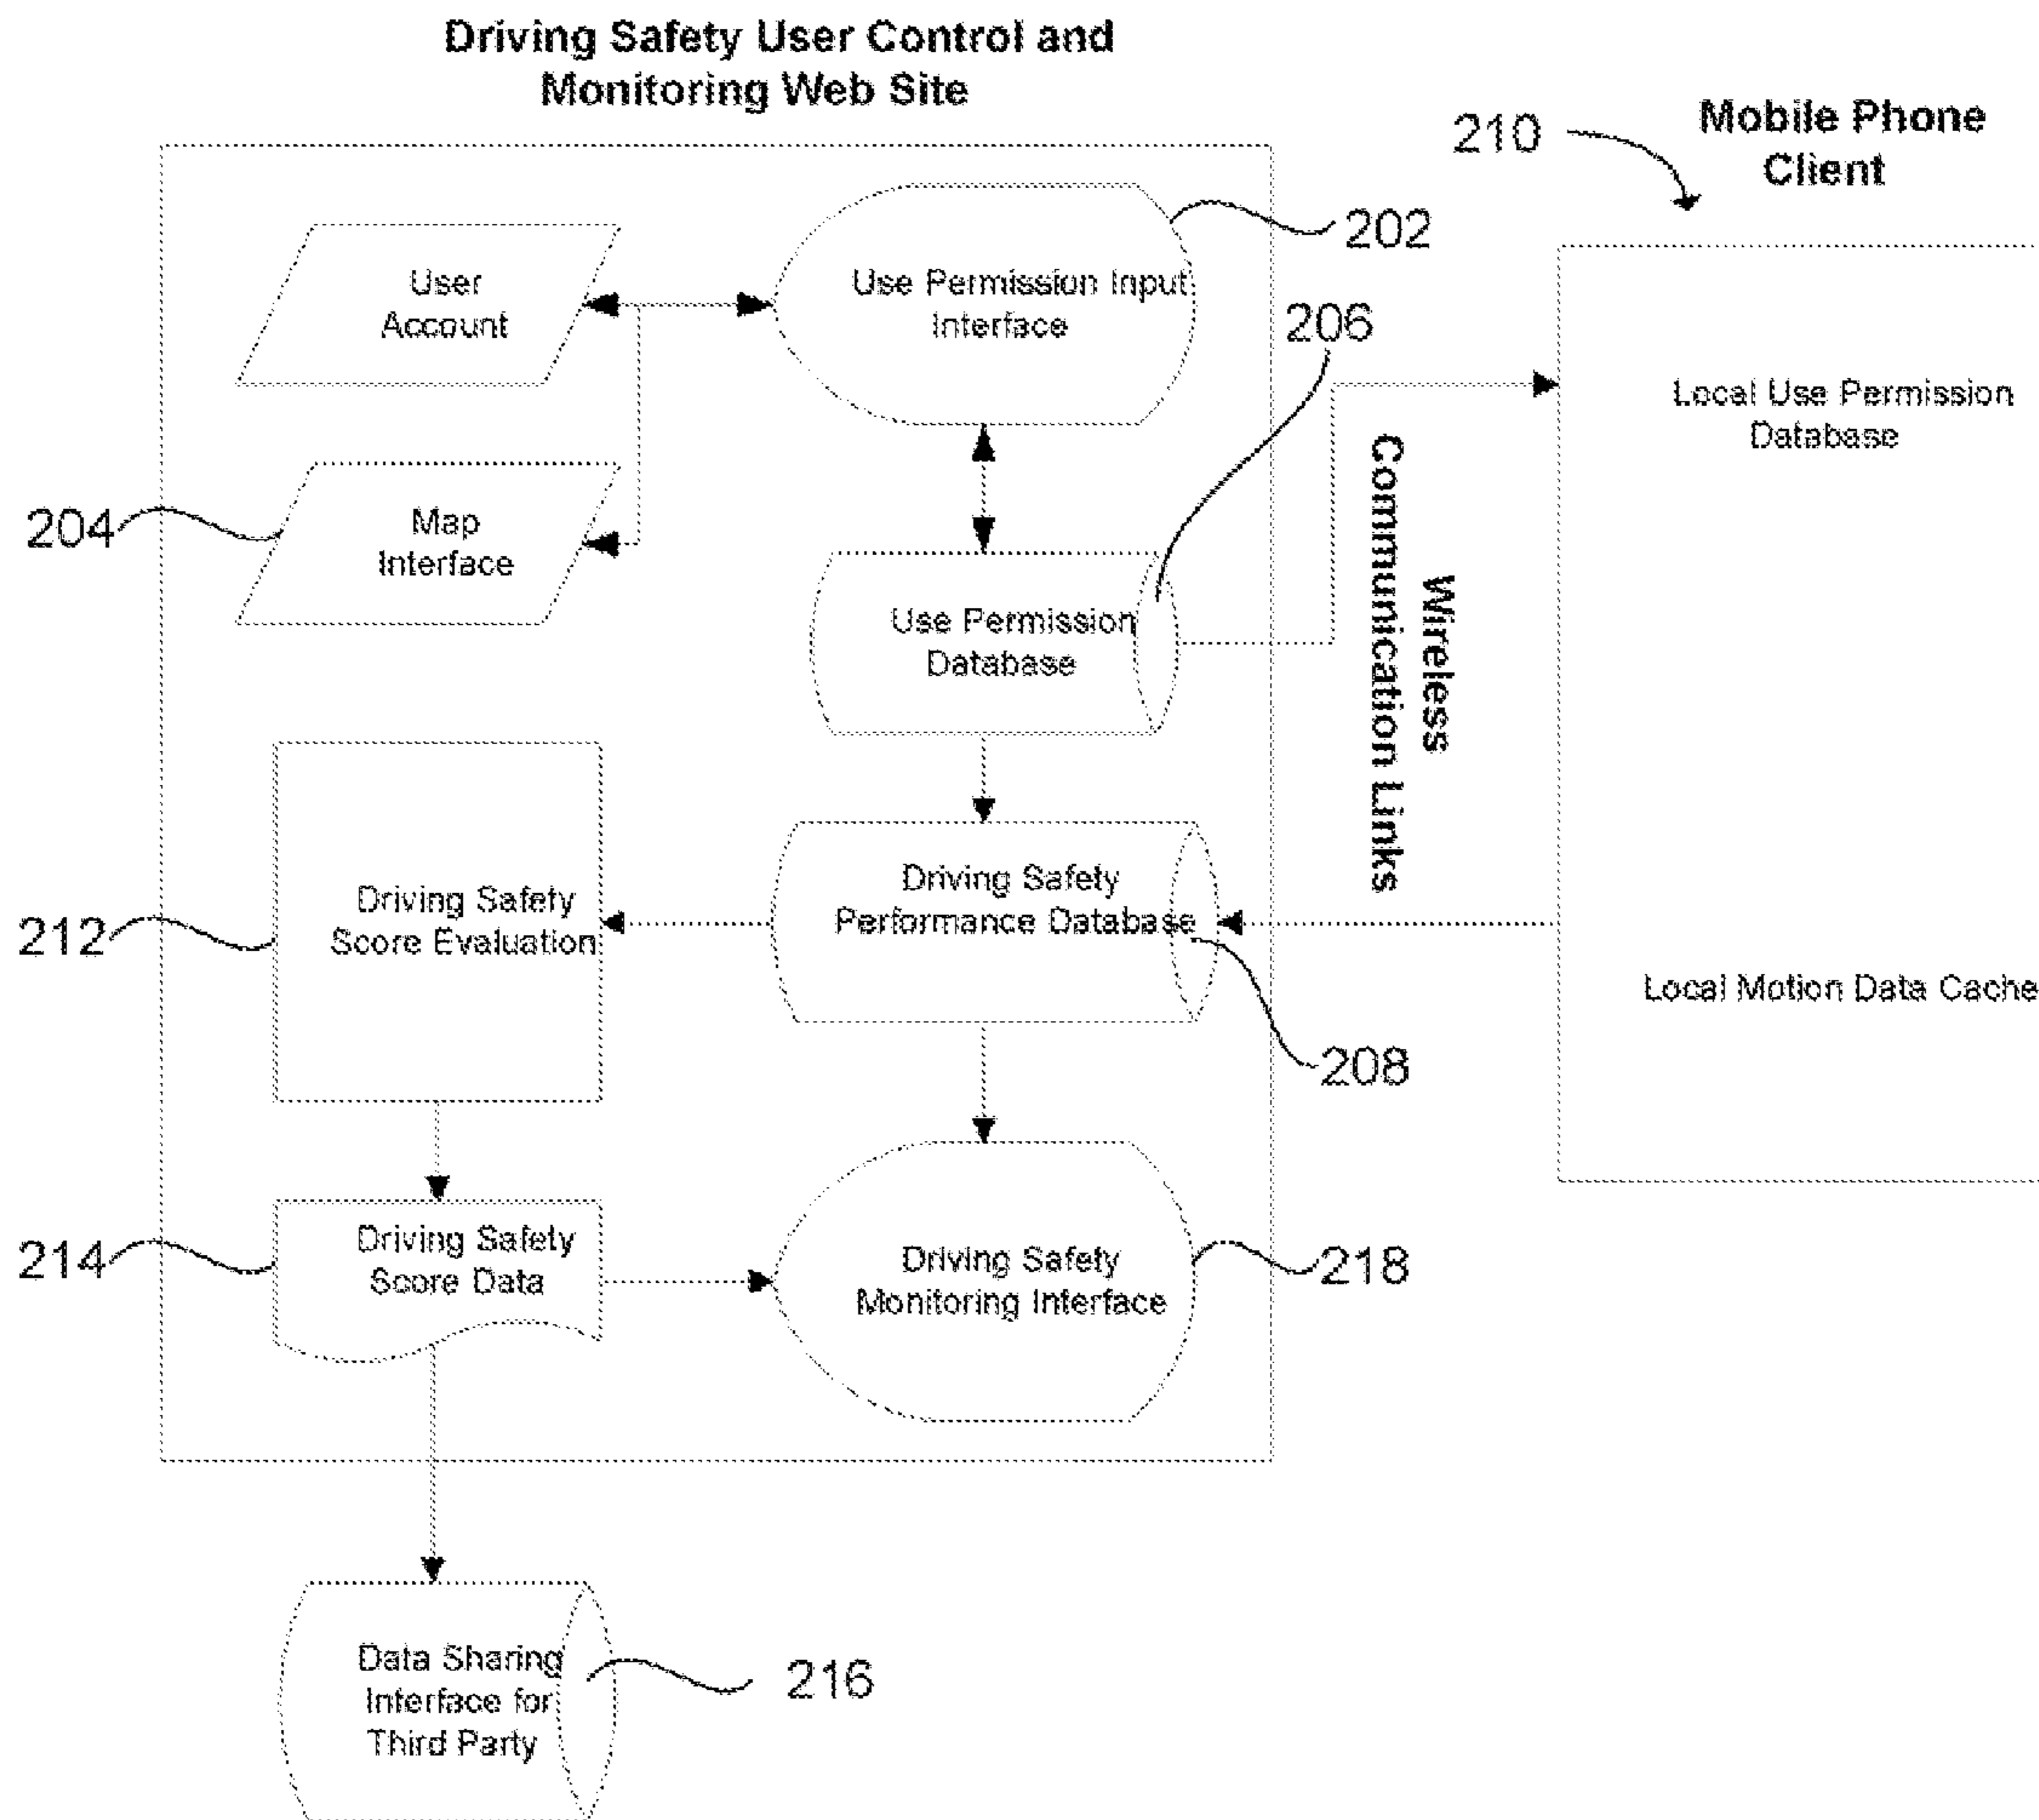 Driving Safety User Control and
Monitoring Web Site
210
Mobile Phone
Client
202
User
Account
Use Permission Input
Interface
206
Local Use Permission
Database
204
Map
Interface
Use Permission
Database
Wireless
Communication Links
212
Driving Safety
Score Evaluation
Driving Safety
Performance Database
Local Motion Data Cache
208
214
Driving Safety
Score Data
Driving Safety
Monitoring Interface
218
Data Sharing
Interface for
Third Party
216